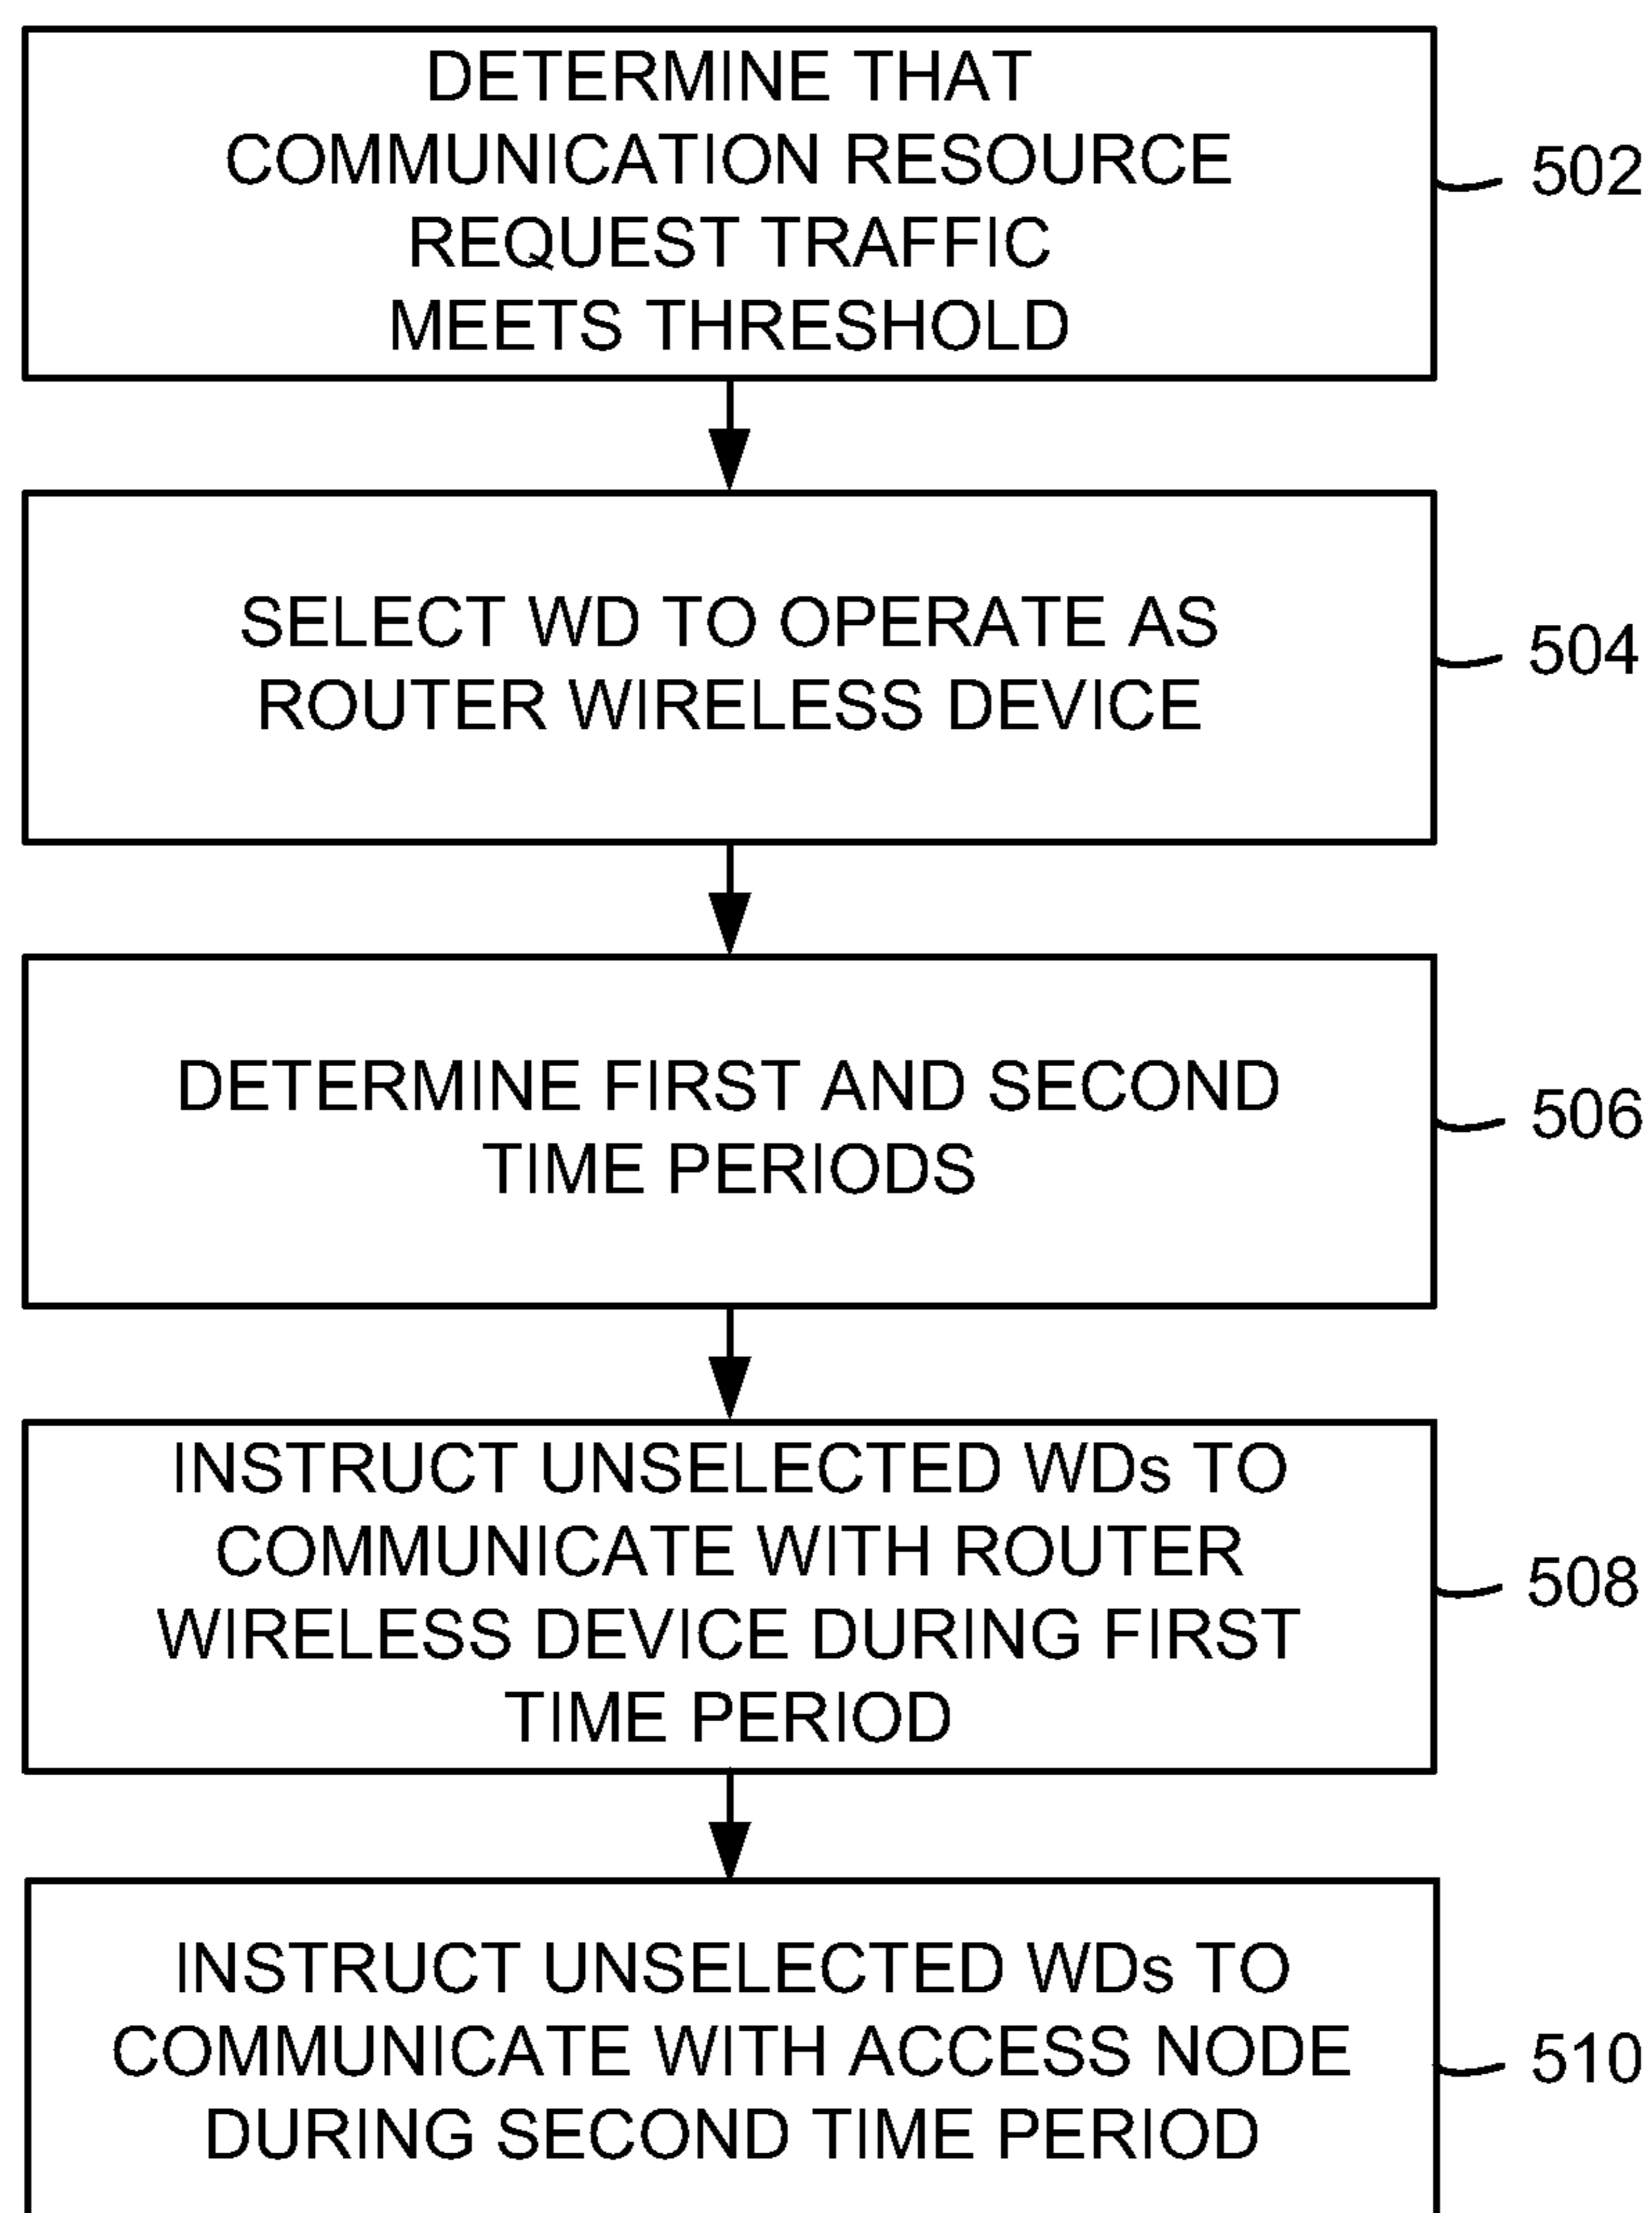 DETERMINE THAT
COMMUNICATION RESOURCE
REQUEST TRAFFIC
MEETS THRESHOLD
502
SELECT WD TO OPERATE AS
ROUTER WIRELESS DEVICE
504
DETERMINE FIRST AND SECOND
TIME PERIODS
506
INSTRUCT UNSELECTED WDs TO
COMMUNICATE WITH ROUTER
WIRELESS DEVICE DURING FIRST
TIME PERIOD
508
INSTRUCT UNSELECTED WDs TO
COMMUNICATE WITH ACCESS NODE
DURING SECOND TIME PERIOD
510